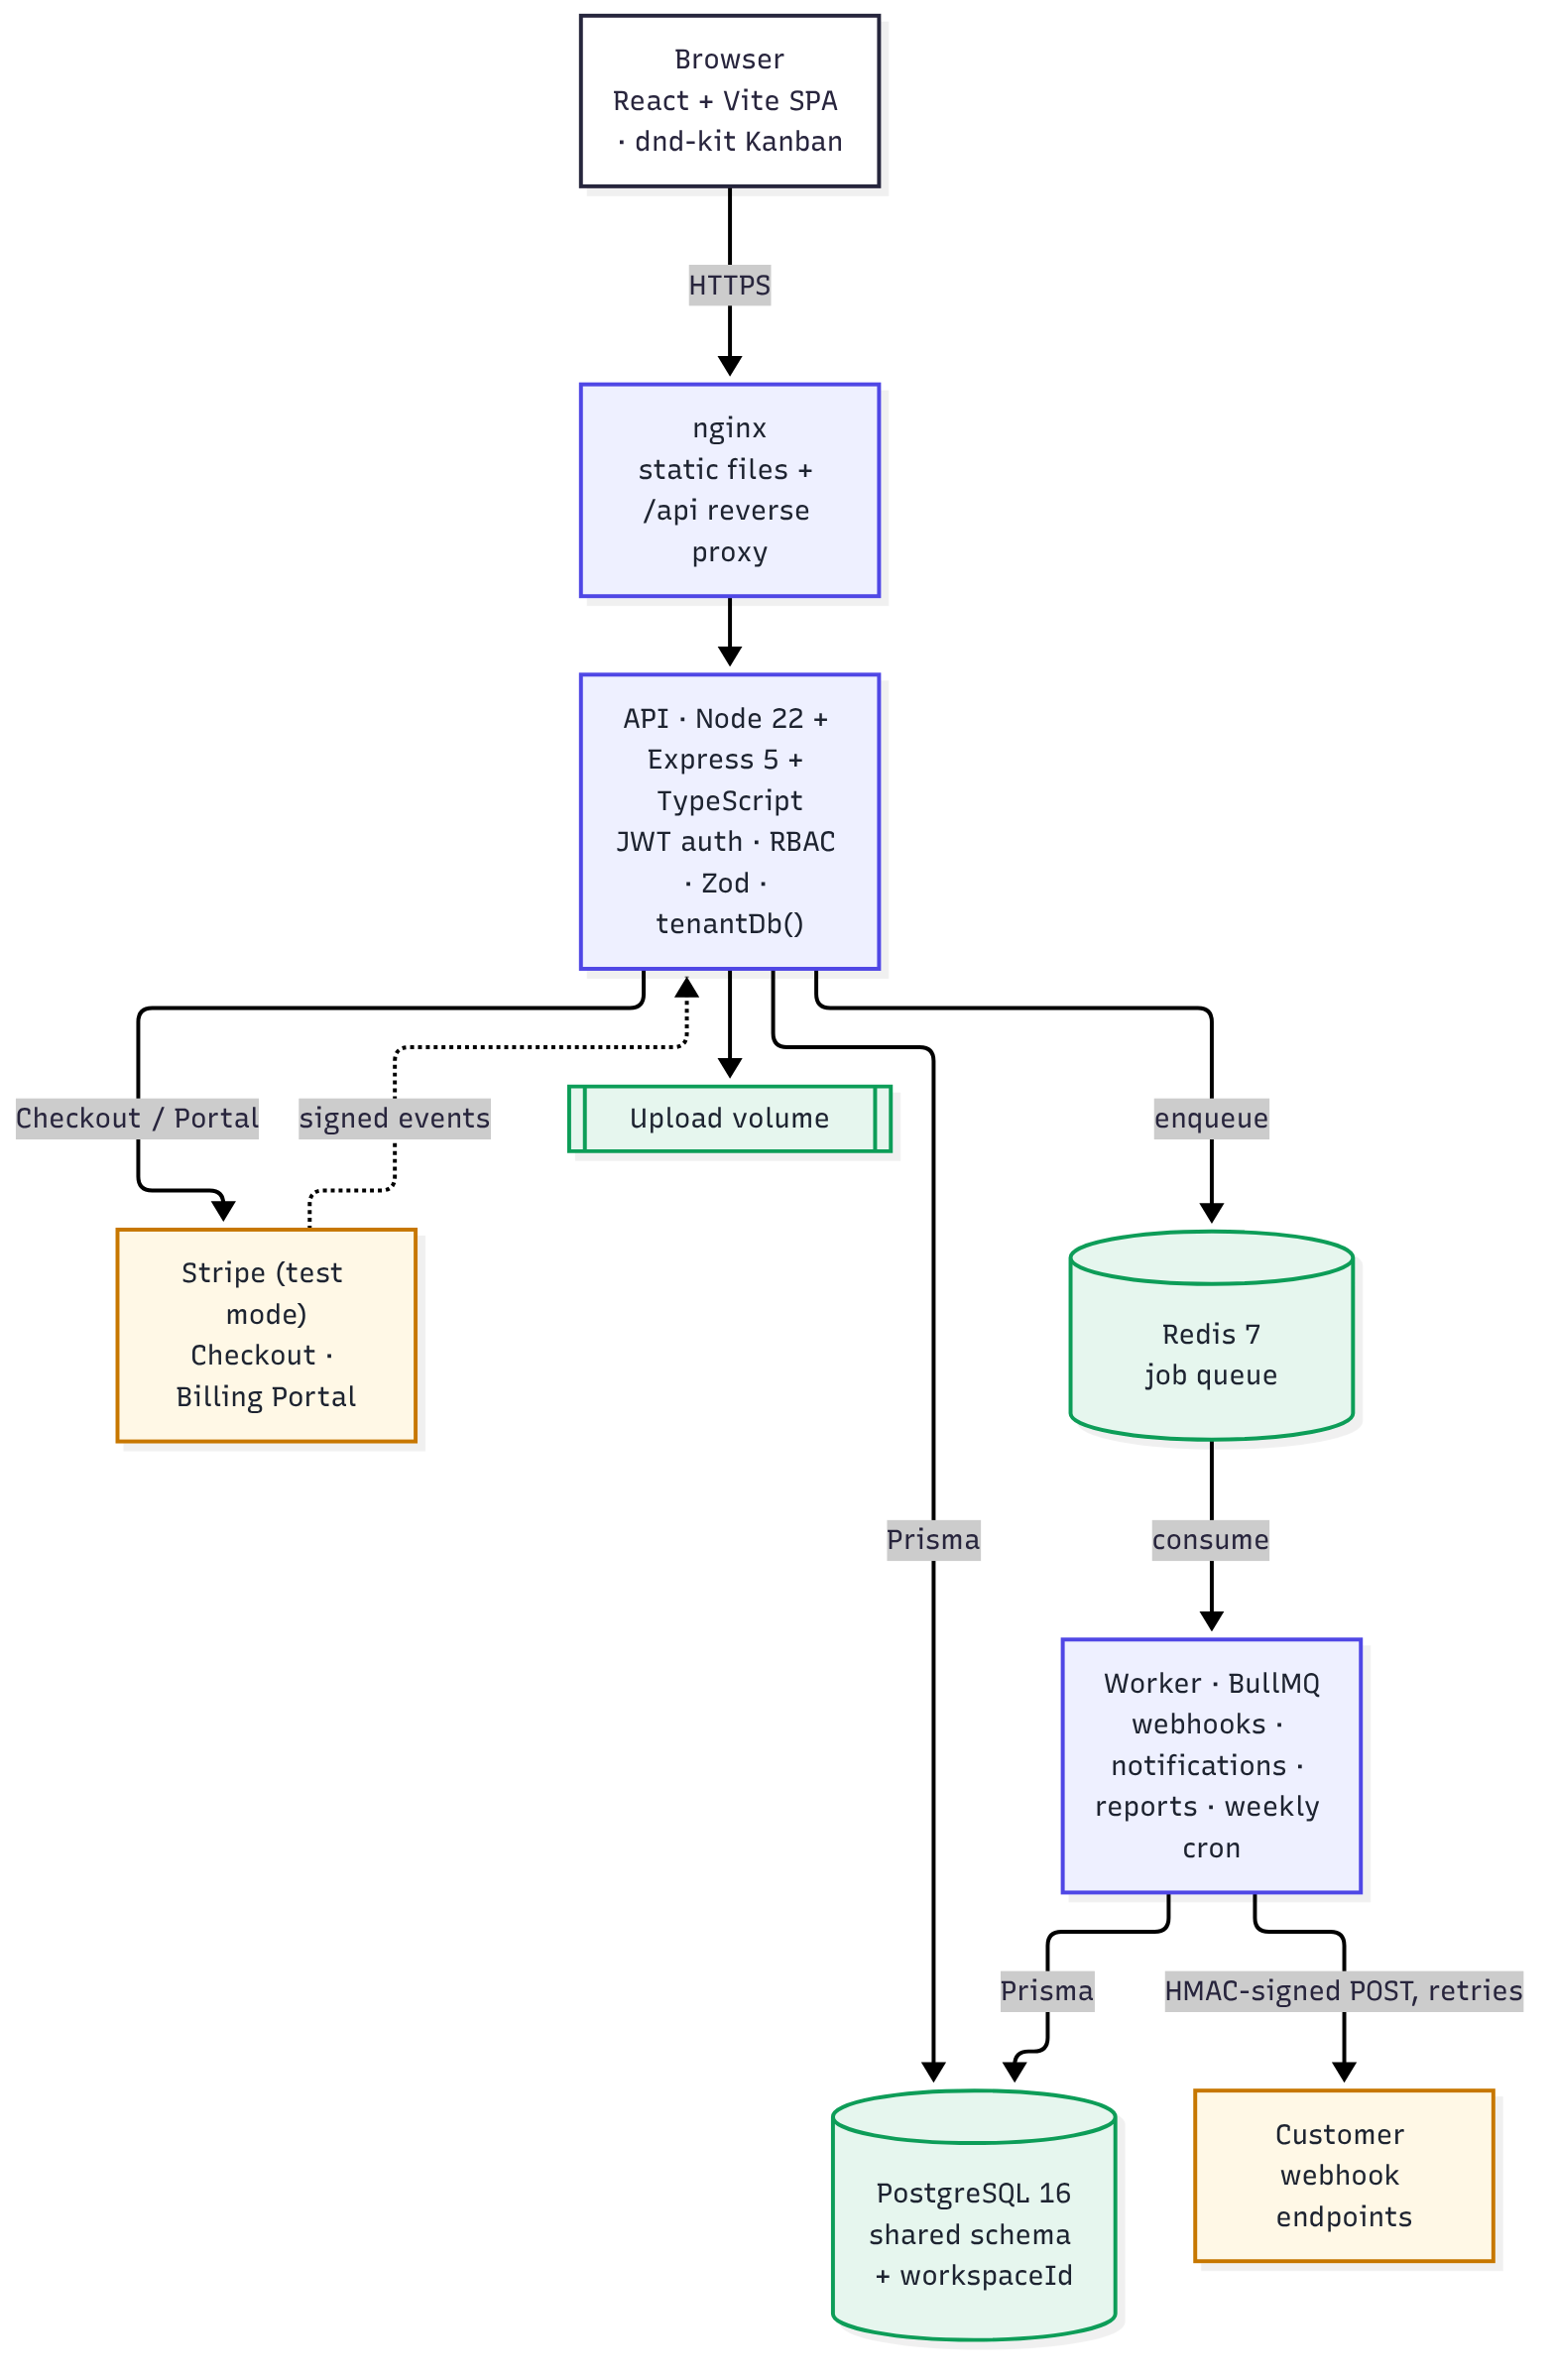 Browser
React + Vite SPA
· dnd-kit Kanban
HTTPS
nginx
static files +
/api reverse
proxy
API · Node 22 +
Express 5 +
TypeScript
JWT auth · RBAC
· Zod ·
tenantDb()
Checkout / Portal
signed events
Upload volume
enqueue
Stripe (test
mode)
Checkout ·
Billing Portal
Redis 7
job queue
Prisma
consume
Worker · BullMQ
webhooks ·
notifications ·
reports · weekly
cron
Prisma
HMAC-signed POST, retries
PostgreSQL 16
shared schema
+ workspaceId
Customer
webhook
endpoints